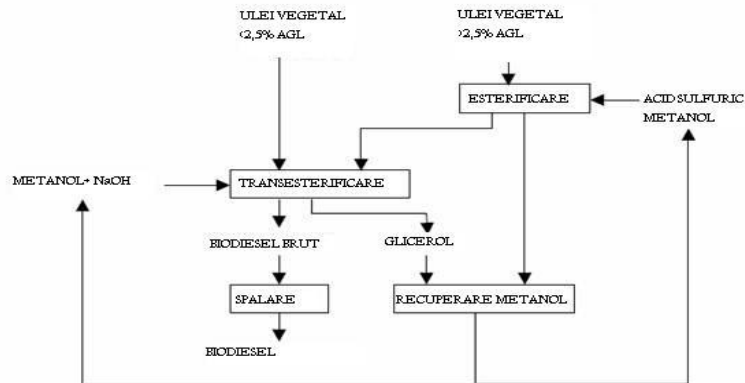 ULEI VEGETAL
<2,5% AGL
ULEI VEGETAL
>2,5% AGL
ESTERIFICARE
ACID SULFURIC
METANOL
METANOL+ NaOH
TRANSESTERIFICARE
BIODIESEL BRUT
GLICEROL
SPALARE
RECUPERARE METANOL
BIODIESEL